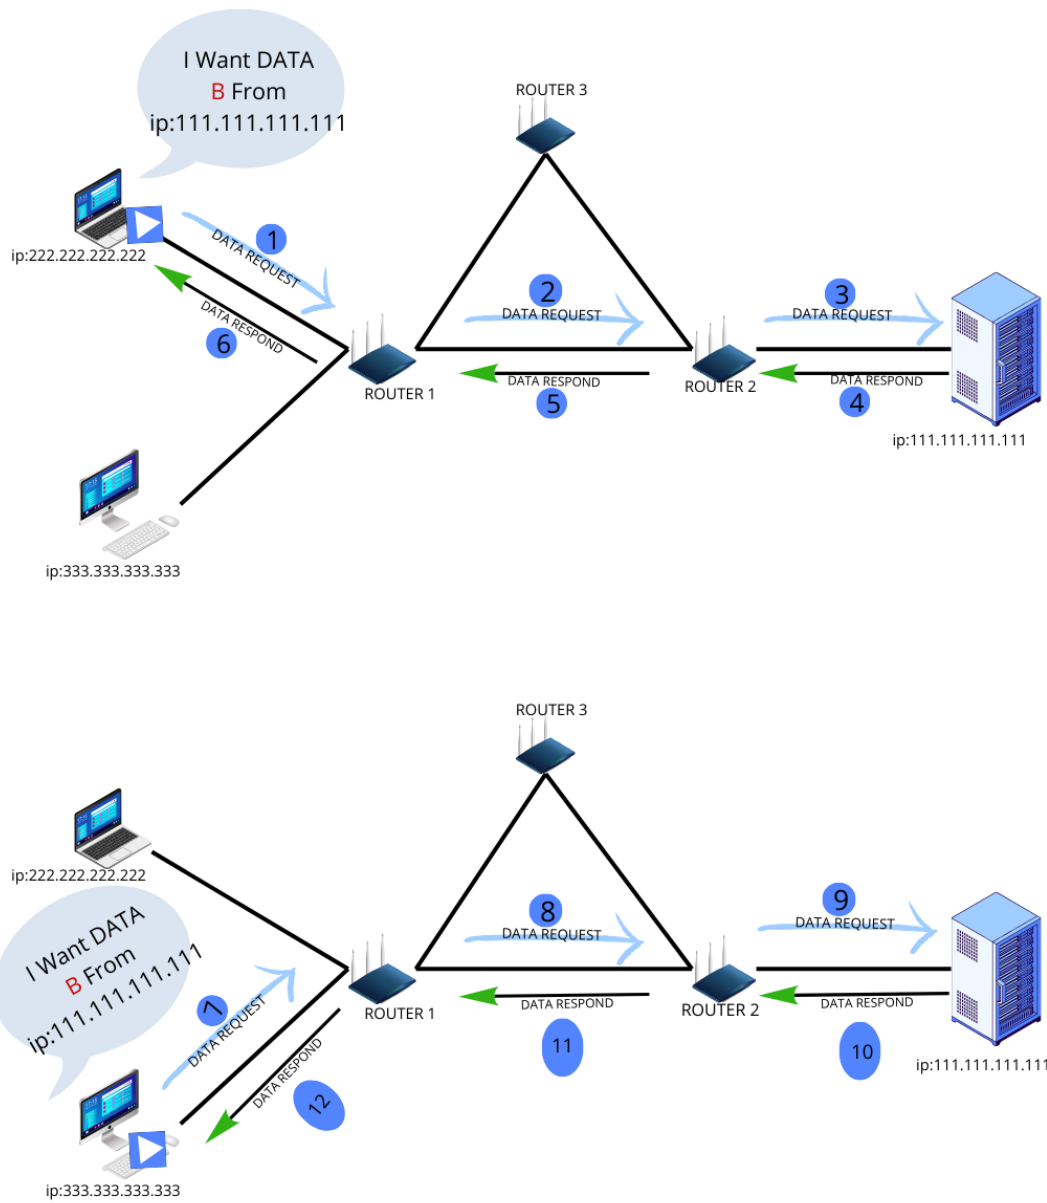 I Want DATA
B From
ip:111.111.111.111
ROUTER 3
ip:222.222.222.222
1
DATA REQUEST
2
DATA REQUEST
3
DATA REQUEST
DATA RESPOND
6
DATA RESPOND
5
DATA RESPOND
4
ROUTER 1
ROUTER 2
ip:111.111.111.111
ip:333.333.333.333
ROUTER 3
ip:222.222.222.222
I Want DATA
B From
ip:111.111.111.111
7
DATA REQUEST
8
DATA REQUEST
9
DATA REQUEST
DATA RESPOND
12
DATA RESPOND
11
DATA RESPOND
10
ROUTER 1
ROUTER 2
ip:111.111.111.111
ip:333.333.333.333